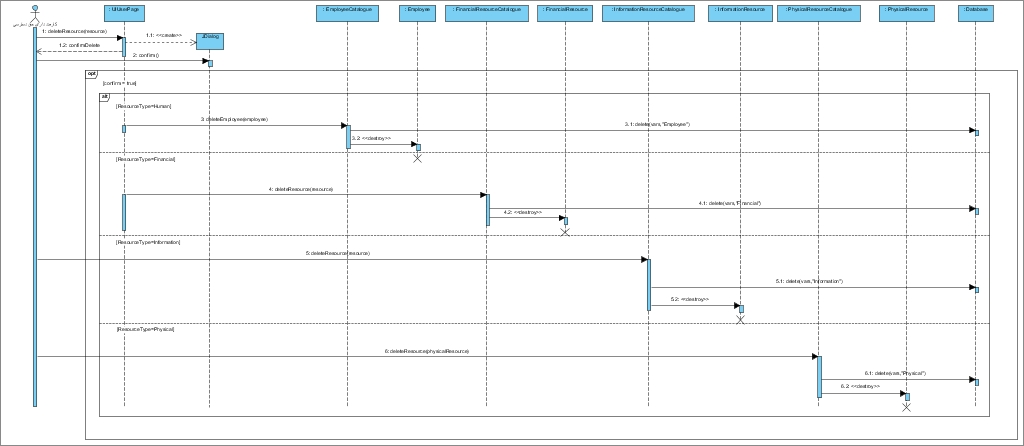 : UIUserPage
: EmployeeCatalogue
: Employee
: FinancialResourceCatalogue
: FinancialResource
: InformationResourceCatalogue
: InformationResource
: PhysicalResourceCatalogue
: PhysicalResource
: Database
1: deleteResource(resource)
1.1: <<create>>
: Dialog
1.2: confirmDelete
2: confirm()
opt
[confirm = true]
alt
[ResourceType=Human]
3: deleteEmployee(employee)
3.1: delete(vars,"Employee")
3.2: <<destroy>>
[ResourceType=Financial]
4: deleteResource(resource)
4.1: delete(vars,"Financial")
4.2: <<destroy>>
[ResourceType=Information]
5: deleteResource(resource)
5.1: delete(vars,"Information")
5.2: <<destroy>>
[ResourceType=Physical]
6: deleteResource(physicalResource)
6.1: delete(vars,"Physical")
6.2: <<destroy>>